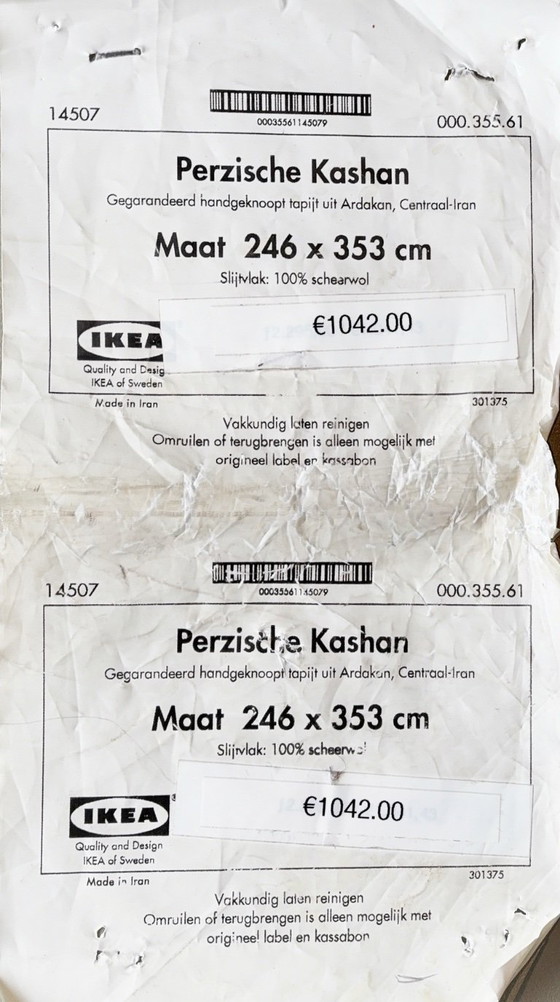 14507
00035561145079
000.355.61
Perzische Kashan
Gegarandeerd handgeknoopt tapijt uit Ardakan, Centraal-Iran
Maat 246 x 353 cm
Slijtvlak: 100% scheerwol
€1042.00
IKEA
Quality and Desig
IKEA of Sweden
Made in Iran
301375
Vakkundig laten reinigen
Omruilen of terugbrengen is alleen mogelijk met
origineel label en kassabon
14507
00035561145079
000.355.61
Perzische Kashan
Gegarandeerd handgeknoopt tapijt uit Ardakan, Centraal-Iran
Maat 246 x 353 cm
Slijtvlak: 100% scheerwol
€1042.00
IKEA®
Quality and Design
IKEA of Sweden
Made in Iran
301375
Vakkundig laten reinigen
Omruilen of terugbrengen is alleen mogelijk met
origineel label en kassabon